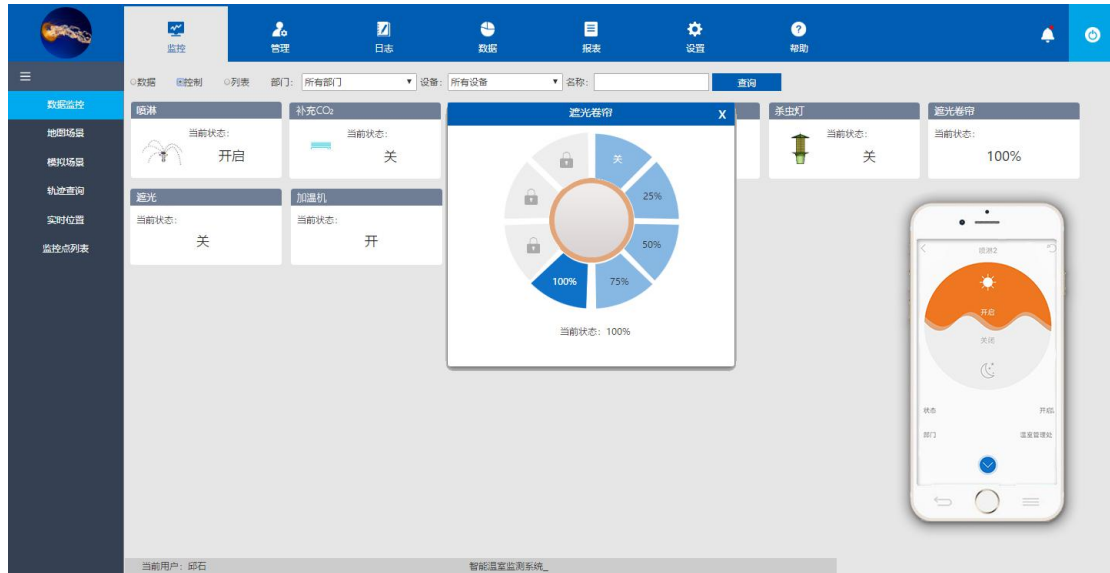 监控
管理
日志
数据
报表
设置
帮助
数据 控制 列表 部门: 所有部门 设备: 所有设备 名称: 查询
数据监控
地图场景
模拟场景
轨迹查询
实时位置
监控点列表
喷淋
当前状态:
开启
补充CO₂
当前状态:
关
杀虫灯
当前状态:
关
遮光卷帘
当前状态:
100%
遮光
当前状态:
关
加温机
当前状态:
开
遮光卷帘 X
关
25%
50%
75%
100%
当前状态: 100%
开启
关闭
状态
部门 温室管理处
当前用户: 邱石 智能温室监测系统_